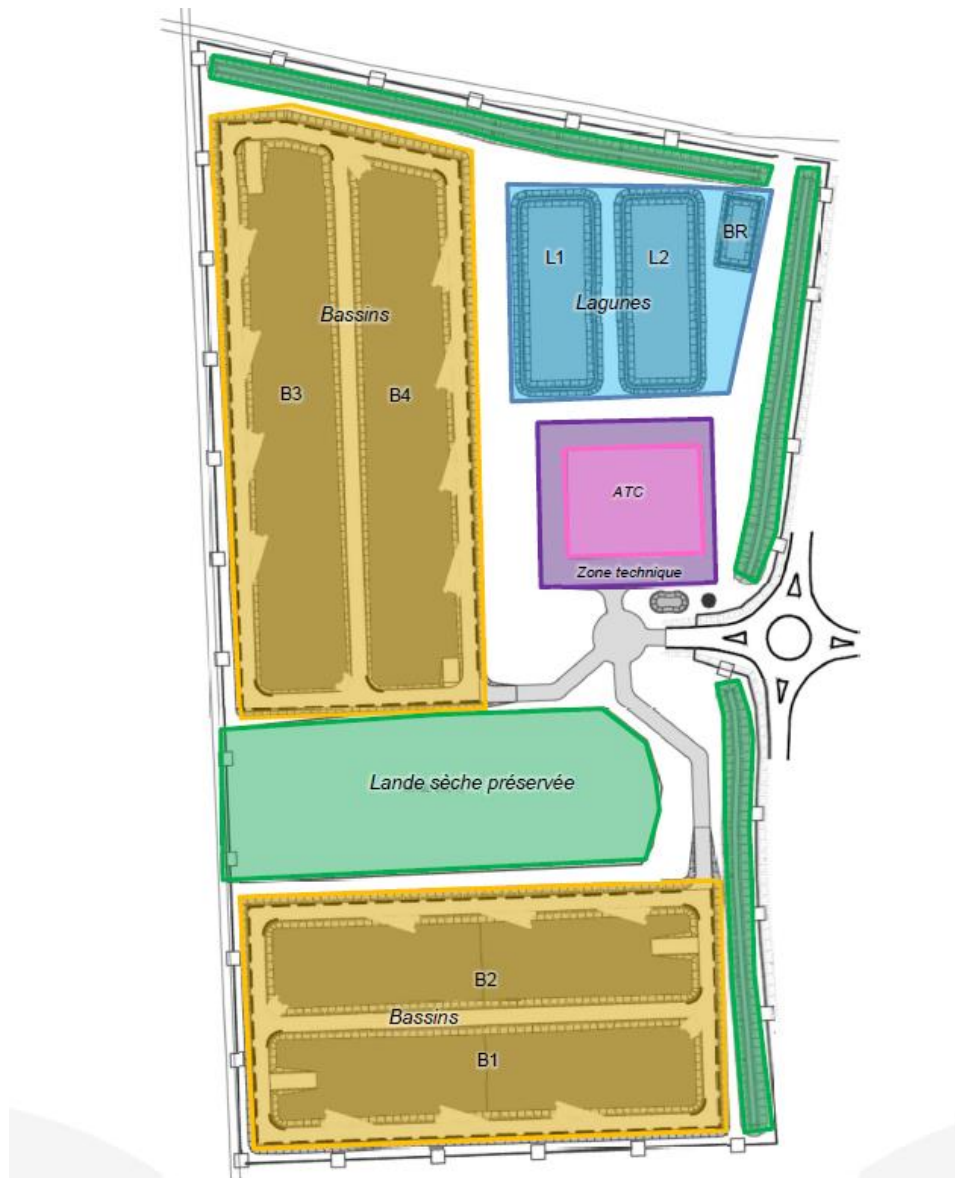 BR
L1
L2
Lagunes
Bassins
B3
B4
ATC
Zone technique
Lande sèche préservée
B2
Bassins
B1